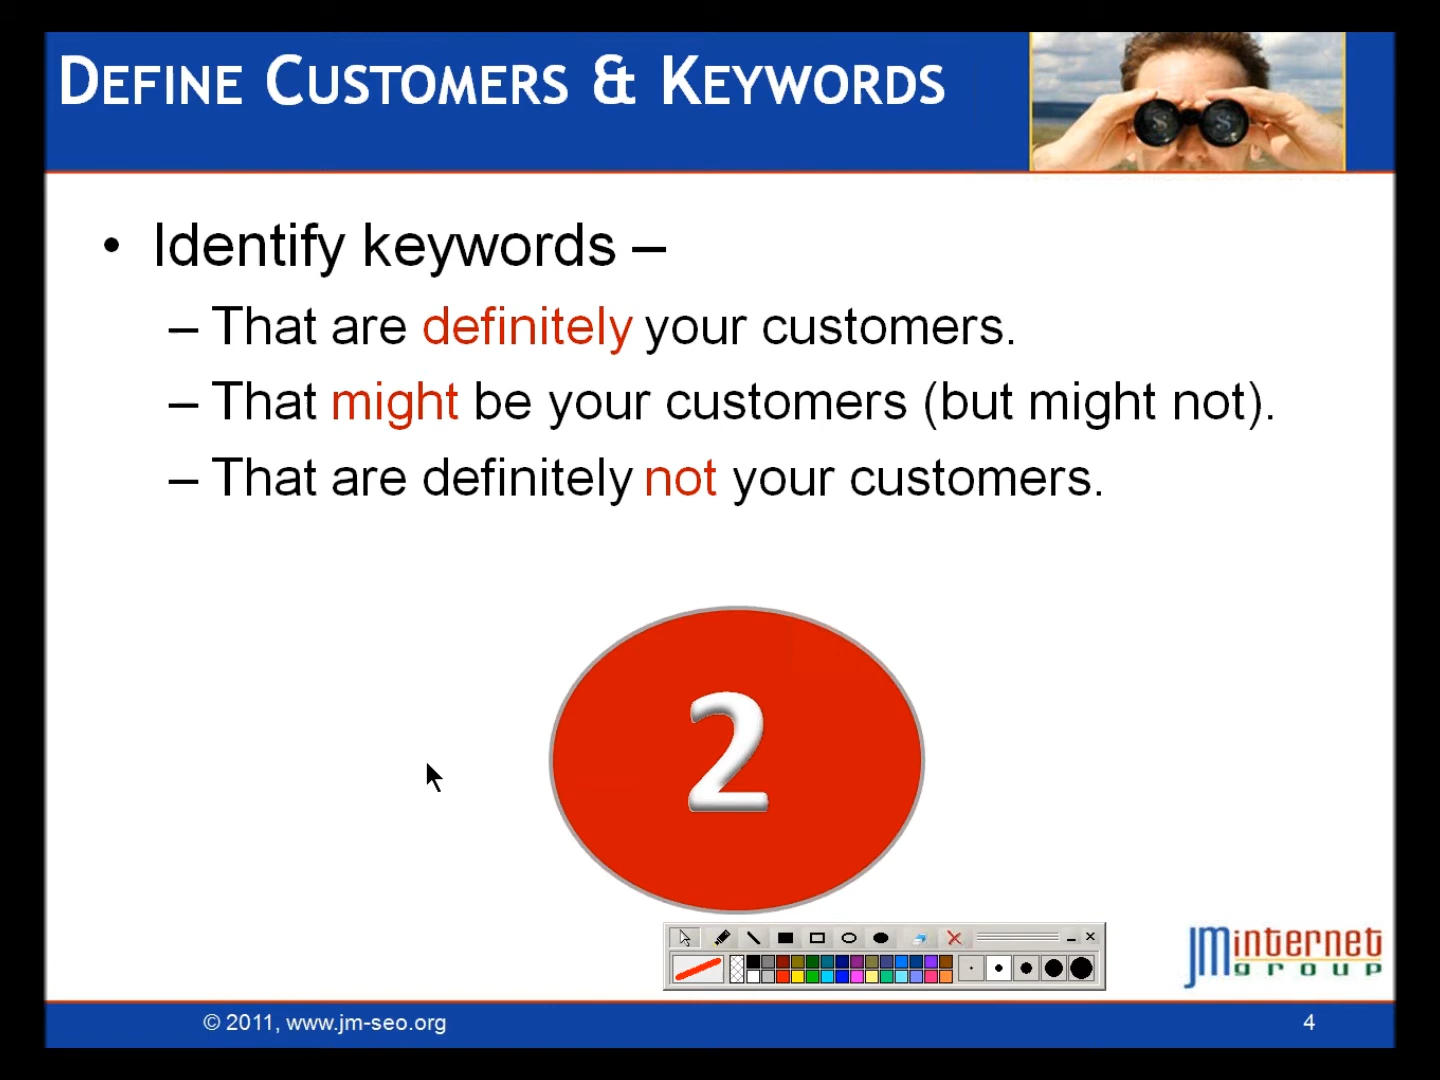 DEFINE CUSTOMERS & KEYWORDS
• Identify keywords –
– That are definitely your customers.
– That might be your customers (but might not).
– That are definitely not your customers.
2
JMinternet
group
© 2011, www.jm-seo.org
4